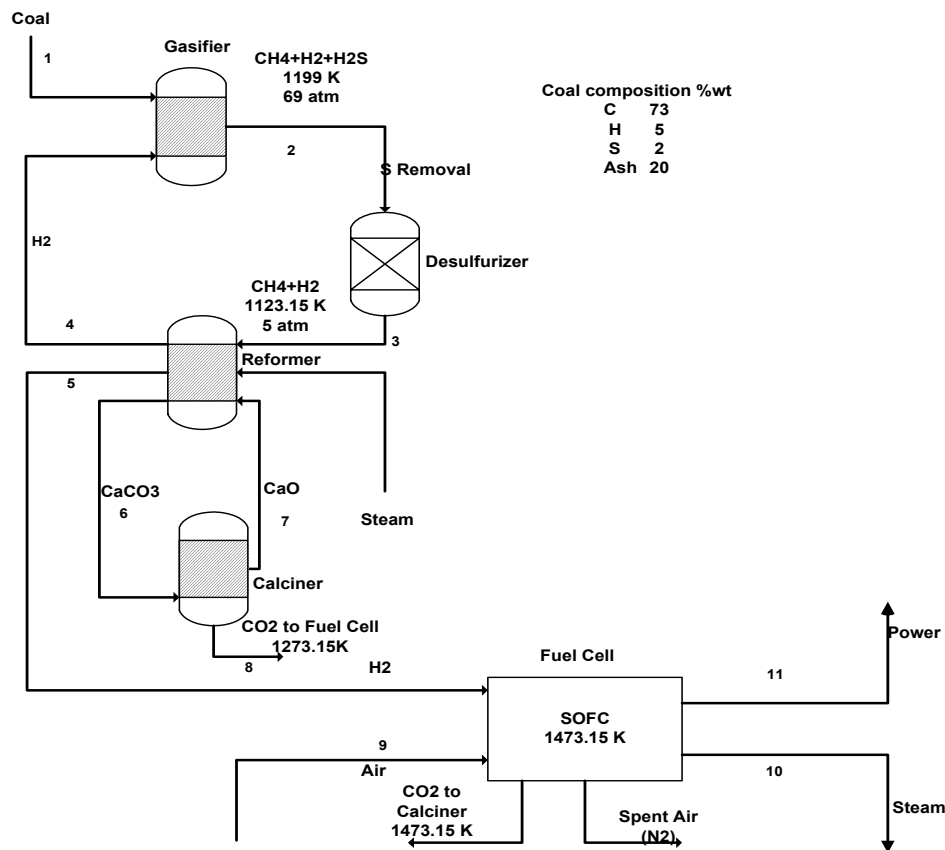 Coal
1
Gasifier
CH4+H2+H2S
1199 K
69 atm
2
Coal composition %wt
C 73
H 5
S 2
Ash 20
S Removal
H2
Desulfurizer
CH4+H2
1123.15 K
5 atm
4
3
Reformer
5
CaCO3
6
CaO
7
Steam
Calciner
CO2 to Fuel Cell
1273.15K
8
H2
Fuel Cell
Power
11
SOFC
1473.15 K
9
Air
10
CO2 to
Calciner
1473.15 K
Spent Air
(N2)
Steam